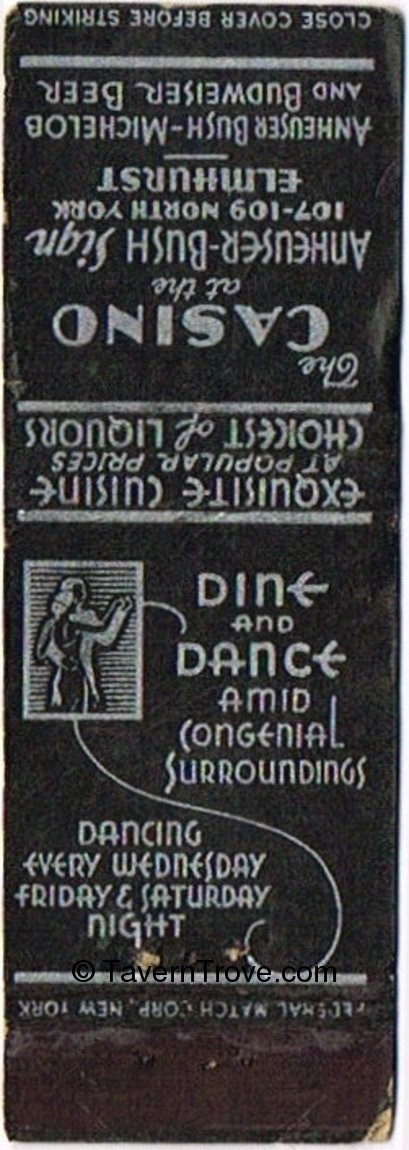 CLOSE COVER BEFORE STRIKING
ANHEUSER BUSH-MICHELOB
AND BUDWEISER BEER
The
CASINO
at the
ANHEUSER-BUSH Sign
107-109 NORTH YORK
ELMHURST
EXQUISITE CUISINE
AT POPULAR PRICES
CHOICEST of LIQUORS
DINE
AND
DANCE
AMID
CONGENIAL
SURROUNDINGS
DANCING
EVERY WEDNESDAY
FRIDAY & SATURDAY
NIGHT
© TavernTrove.com
FEDERAL MATCH CORP., NEW YORK